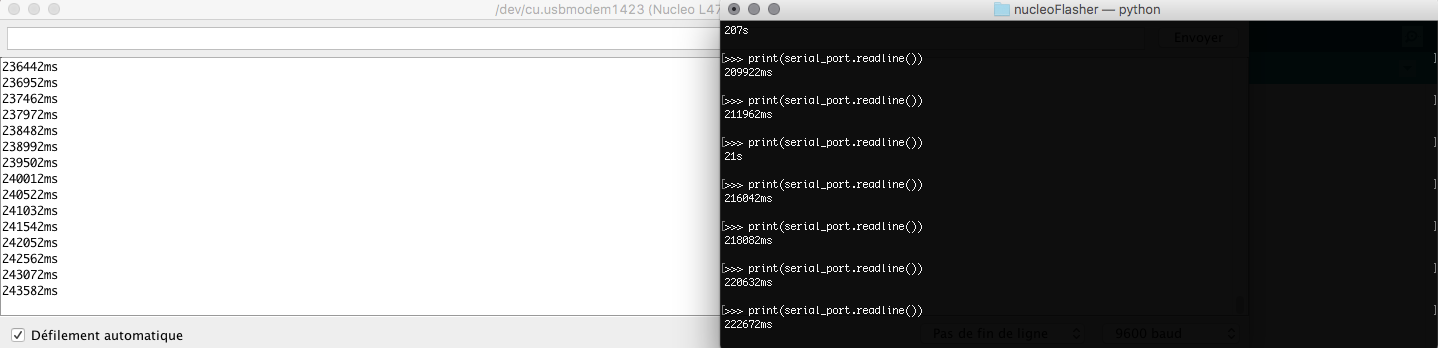 /dev/cu.usbmodem1423 (Nucleo L47
Envoyer
236442ms
236952ms
237462ms
237972ms
238482ms
238992ms
239502ms
240012ms
240522ms
241032ms
241542ms
242052ms
242562ms
243072ms
243582ms
Défilement automatique
Pas de fin de ligne
9600 baud
nucleoFlasher — python
207s
[>>> print(serial_port.readline()) ]
209922ms
[>>> print(serial_port.readline()) ]
211962ms
[>>> print(serial_port.readline()) ]
21s
[>>> print(serial_port.readline()) ]
216042ms
[>>> print(serial_port.readline()) ]
218082ms
[>>> print(serial_port.readline()) ]
220632ms
[>>> print(serial_port.readline()) ]
222672ms